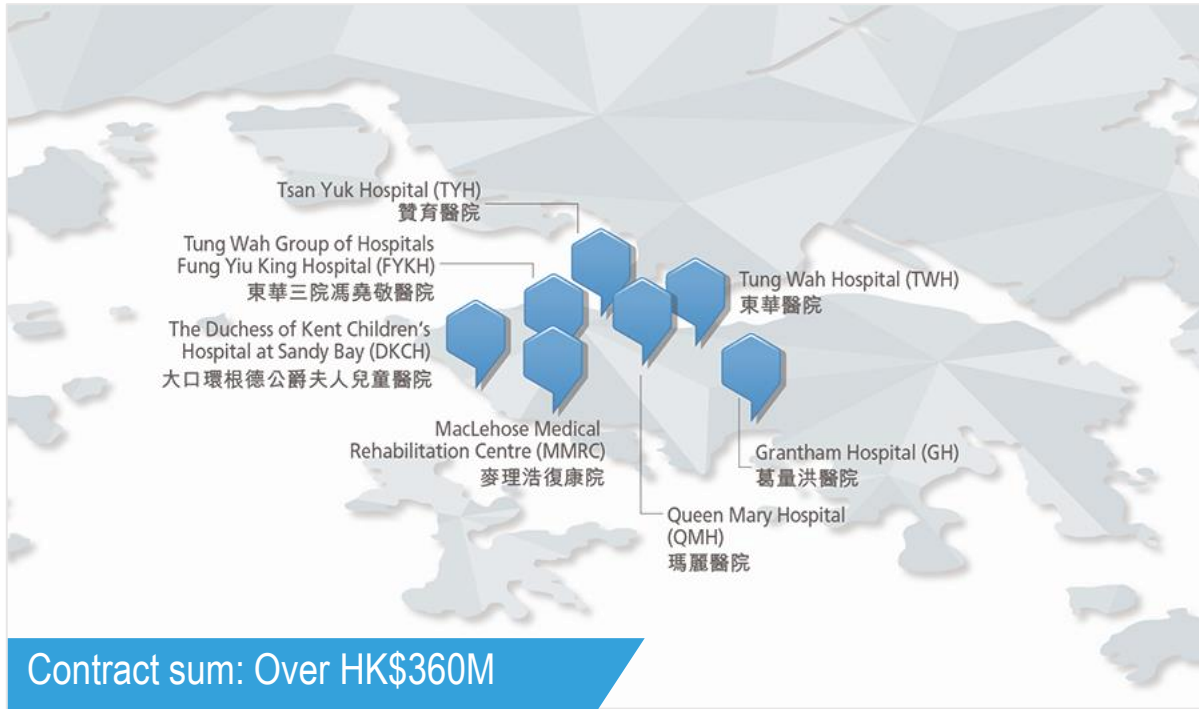 Tsan Yuk Hospital (TYH)
贊育醫院
Tung Wah Group of Hospitals
Fung Yiu King Hospital (FYKH)
東華三院馮堯敬醫院
The Duchess of Kent Children's
Hospital at Sandy Bay (DKCH)
大口環根德公爵夫人兒童醫院
MacLehose Medical
Rehabilitation Centre (MMRC)
麥理浩復康院
Tung Wah Hospital (TWH)
東華醫院
Grantham Hospital (GH)
葛量洪醫院
Queen Mary Hospital
(QMH)
瑪麗醫院
Contract sum: Over HK$360M